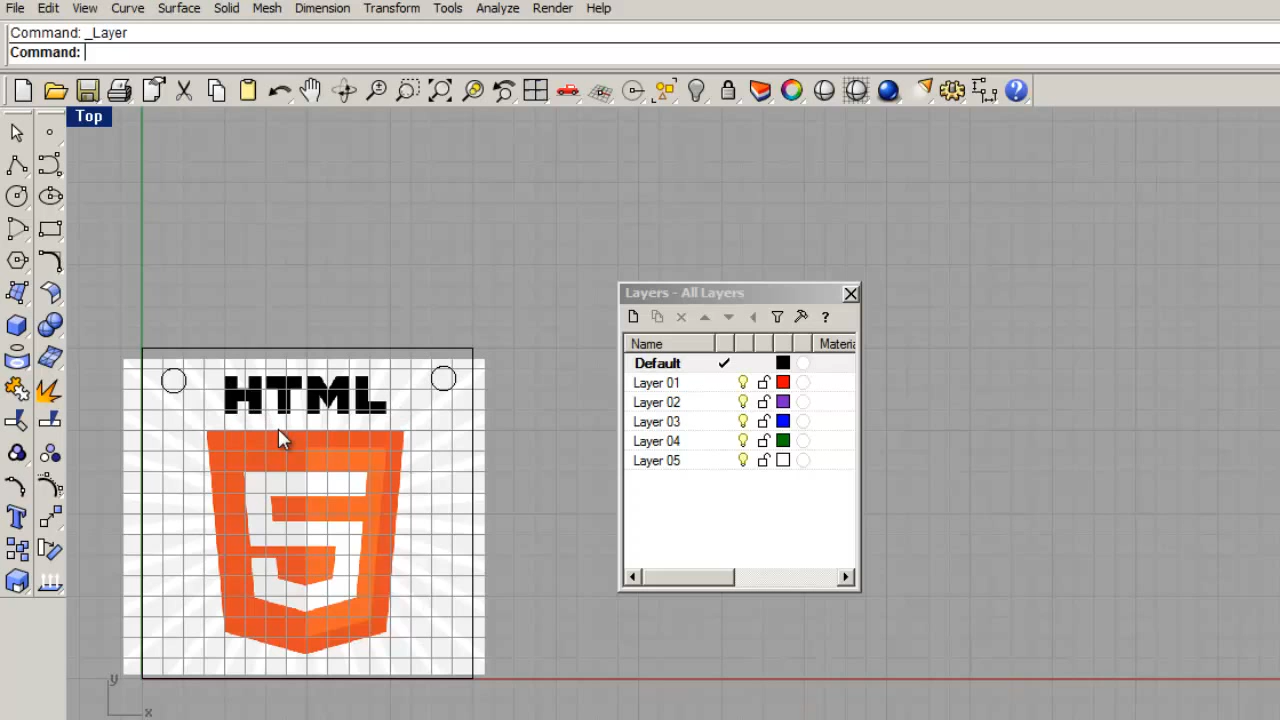 File Edit View Curve Surface Solid Mesh Dimension Transform Tools Analyze Render Help
Command: _Layer
Command:
Top
Layers - All Layers
Name Materia
Default
Layer 01
Layer 02
Layer 03
Layer 04
Layer 05
HTML
5
y
x